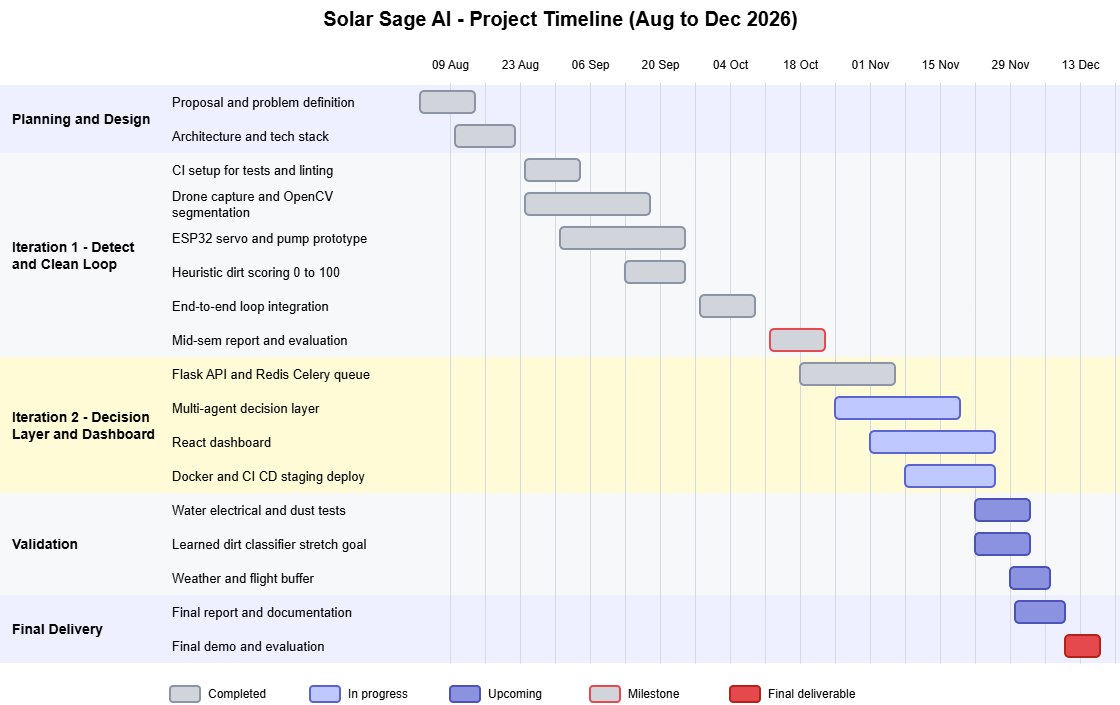 Solar Sage AI - Project Timeline (Aug to Dec 2026)
09 Aug 23 Aug 06 Sep 20 Sep 04 Oct 18 Oct 01 Nov 15 Nov 29 Nov 13 Dec
Planning and Design
Proposal and problem definition
Architecture and tech stack
Iteration 1 - Detect
and Clean Loop
CI setup for tests and linting
Drone capture and OpenCV
segmentation
ESP32 servo and pump prototype
Heuristic dirt scoring 0 to 100
End-to-end loop integration
Mid-sem report and evaluation
Iteration 2 - Decision
Layer and Dashboard
Flask API and Redis Celery queue
Multi-agent decision layer
React dashboard
Docker and CI CD staging deploy
Validation
Water electrical and dust tests
Learned dirt classifier stretch goal
Weather and flight buffer
Final Delivery
Final report and documentation
Final demo and evaluation
Completed In progress Upcoming Milestone Final deliverable